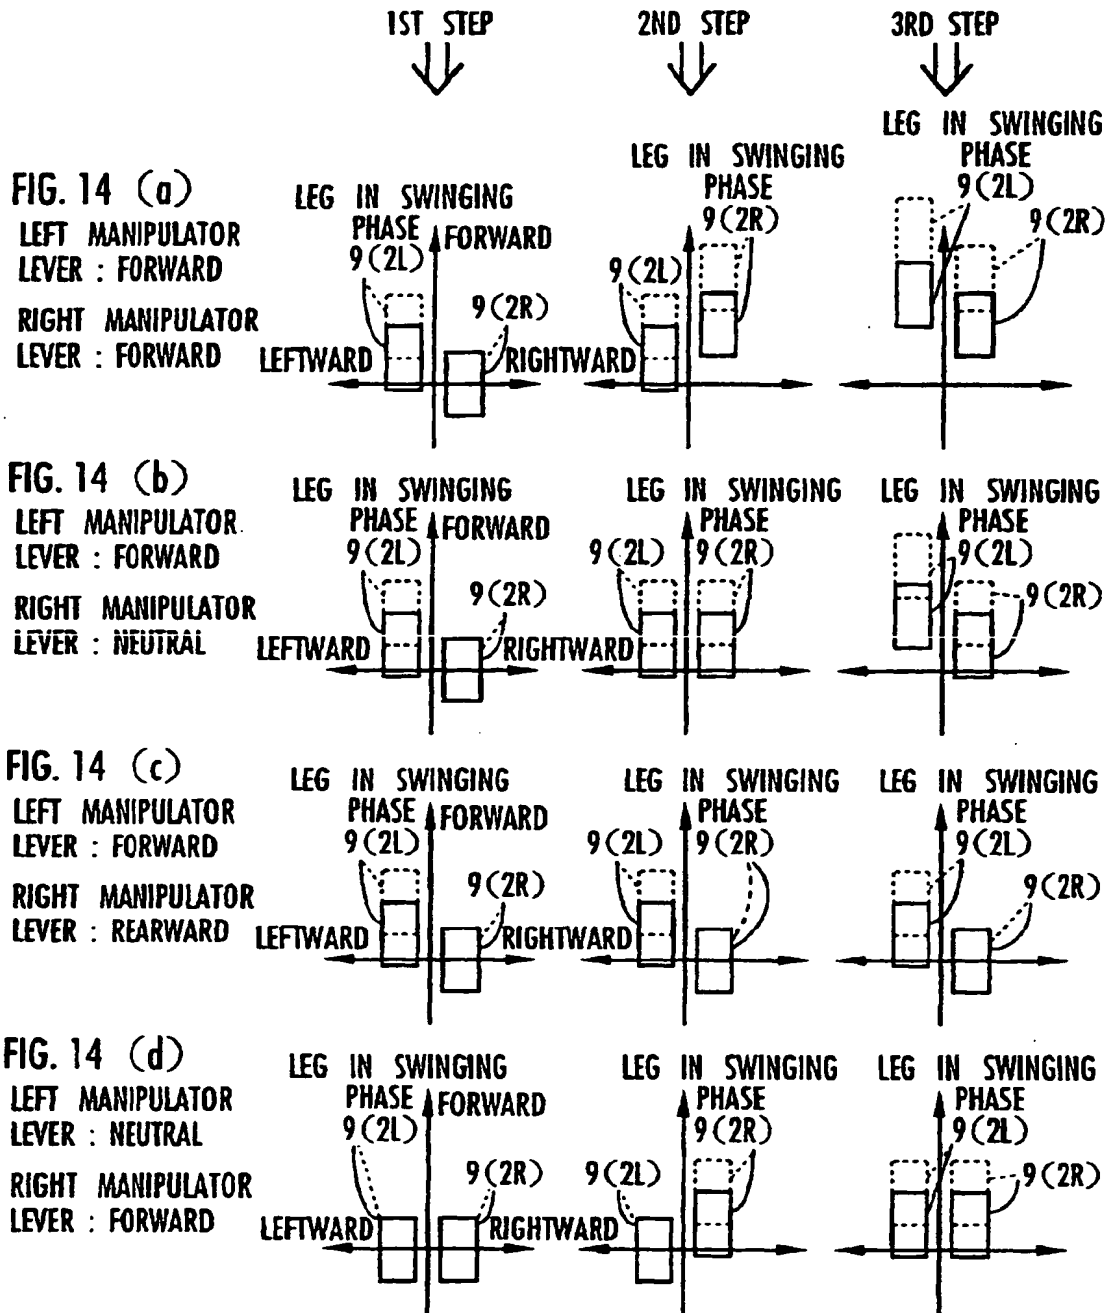 1ST STEP
2ND STEP
3RD STEP
FIG. 14 (a)
LEFT MANIPULATOR
LEVER : FORWARD
RIGHT MANIPULATOR
LEVER : FORWARD
LEG IN SWINGING
PHASE
9(2L)
FORWARD
9(2R)
LEFTWARD
RIGHTWARD
LEG IN SWINGING
PHASE
9(2R)
9(2L)
LEG IN SWINGING
PHASE
9(2L)
9(2R)
FIG. 14 (b)
LEFT MANIPULATOR
LEVER : FORWARD
RIGHT MANIPULATOR
LEVER : NEUTRAL
LEG IN SWINGING
PHASE
9(2L)
FORWARD
9(2R)
LEFTWARD
RIGHTWARD
LEG IN SWINGING
PHASE
9(2L)
9(2R)
LEG IN SWINGING
PHASE
9(2L)
9(2R)
FIG. 14 (c)
LEFT MANIPULATOR
LEVER : FORWARD
RIGHT MANIPULATOR
LEVER : REARWARD
LEG IN SWINGING
PHASE
9(2L)
FORWARD
9(2R)
LEFTWARD
RIGHTWARD
LEG IN SWINGING
PHASE
9(2L)
9(2R)
LEG IN SWINGING
PHASE
9(2L)
9(2R)
FIG. 14 (d)
LEFT MANIPULATOR
LEVER : NEUTRAL
RIGHT MANIPULATOR
LEVER : FORWARD
LEG IN SWINGING
PHASE
9(2L)
FORWARD
9(2R)
LEFTWARD
RIGHTWARD
LEG IN SWINGING
PHASE
9(2R)
9(2L)
LEG IN SWINGING
PHASE
9(2L)
9(2R)